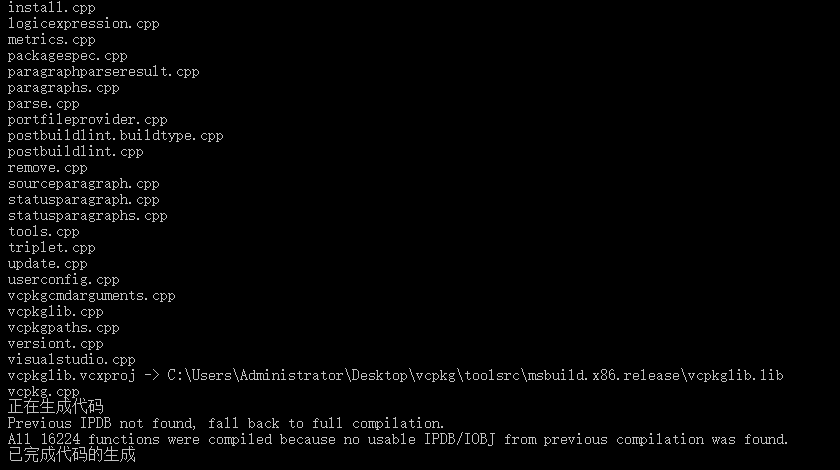 install.cpp
logicexpression.cpp
metrics.cpp
packagespec.cpp
paragraphparseresult.cpp
paragraphs.cpp
parse.cpp
portfileprovider.cpp
postbuildlint.buildtype.cpp
postbuildlint.cpp
remove.cpp
sourceparagraph.cpp
statusparagraph.cpp
statusparagraphs.cpp
tools.cpp
triplet.cpp
update.cpp
userconfig.cpp
vcpkgcmdarguments.cpp
vcpkglib.cpp
vcpkgpaths.cpp
versiont.cpp
visualstudio.cpp
vcpkglib.vcxproj -> C:\Users\Administrator\Desktop\vcpkg\toolsrc\msbuild.x86.release\vcpkglib.lib
vcpkg.cpp
正在生成代码
Previous IPDB not found, fall back to full compilation.
All 16224 functions were compiled because no usable IPDB/IOBJ from previous compilation was found.
已完成代码的生成